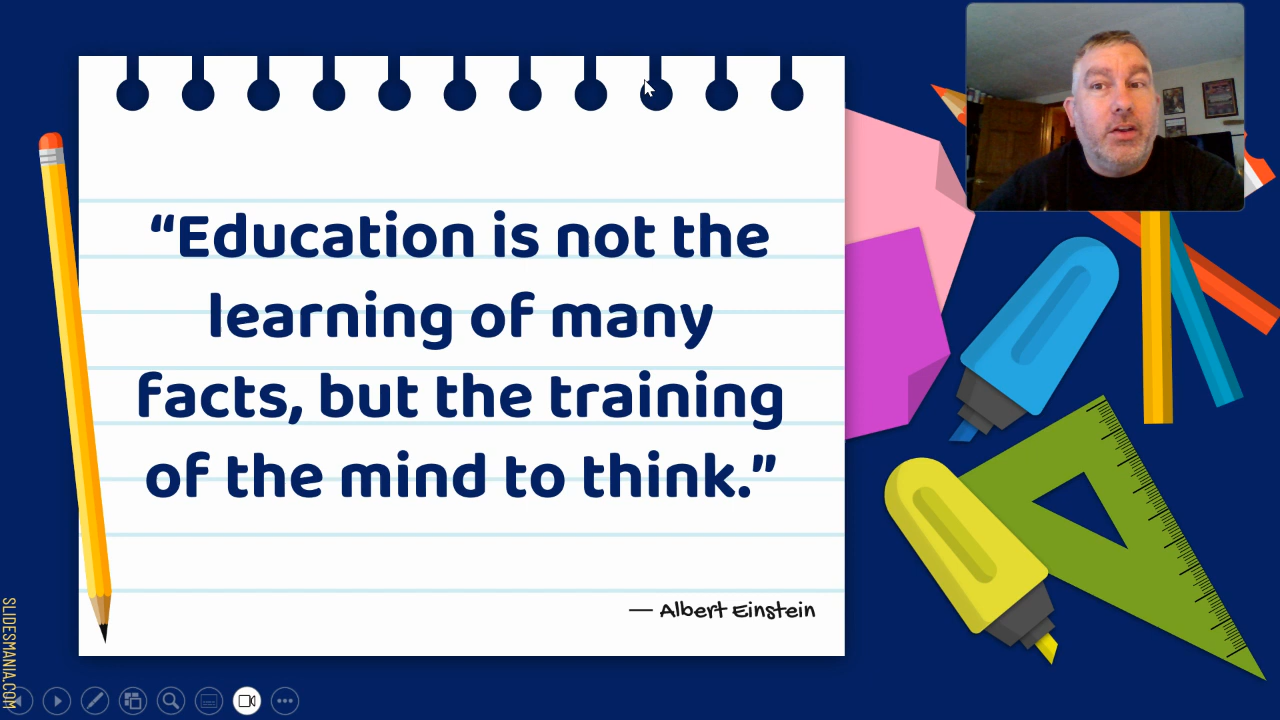 “Education is not the
learning of many
facts, but the training
of the mind to think.”
— Albert Einstein
SLIDESMANIA.COM